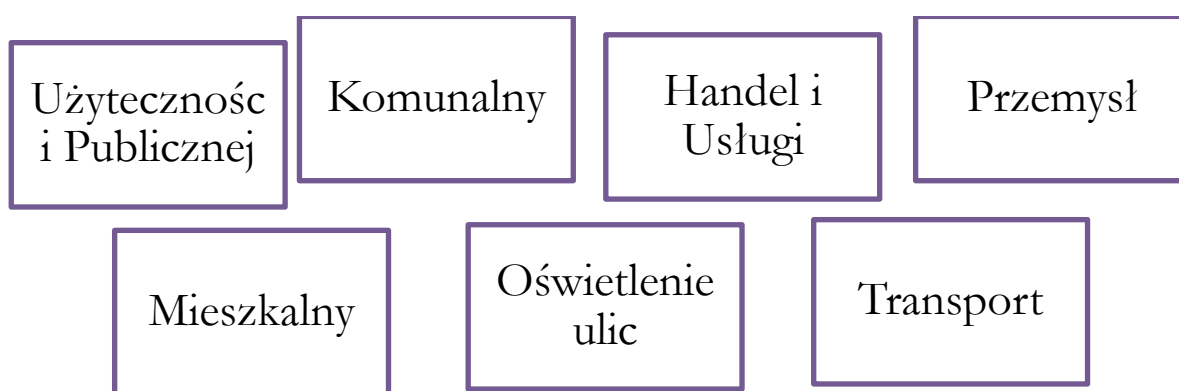 Użytecznośc
i Publicznej
Komunalny
Handel i
Usługi
Przemysł
Mieszkalny
Oświetlenie
ulic
Transport